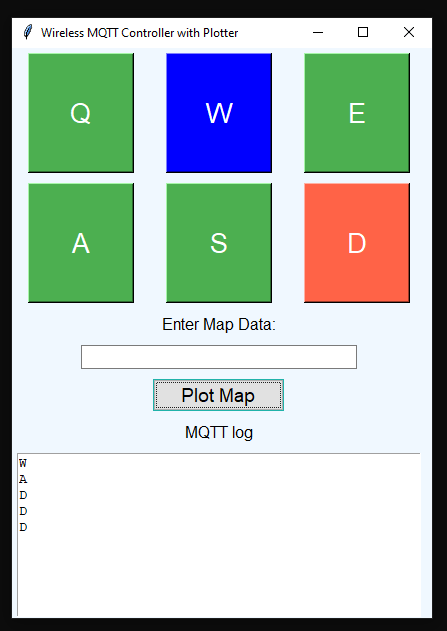 Wireless MQTT Controller with Plotter
Q W E
A S D
Enter Map Data:
Plot Map
MQTT log
W
A
D
D
D